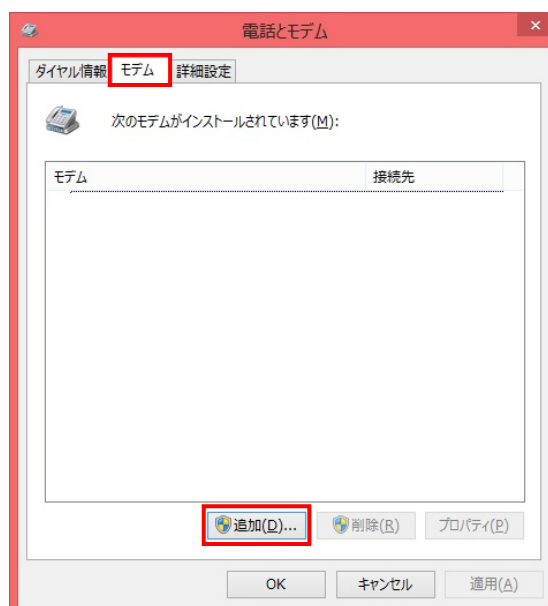 電話とモデム
ダイヤル情報 モデム 詳細設定
次のモデムがインストールされています(M):
モデム 接続先
追加(D)... 削除(R) プロパティ(P)
OK キャンセル 適用(A)